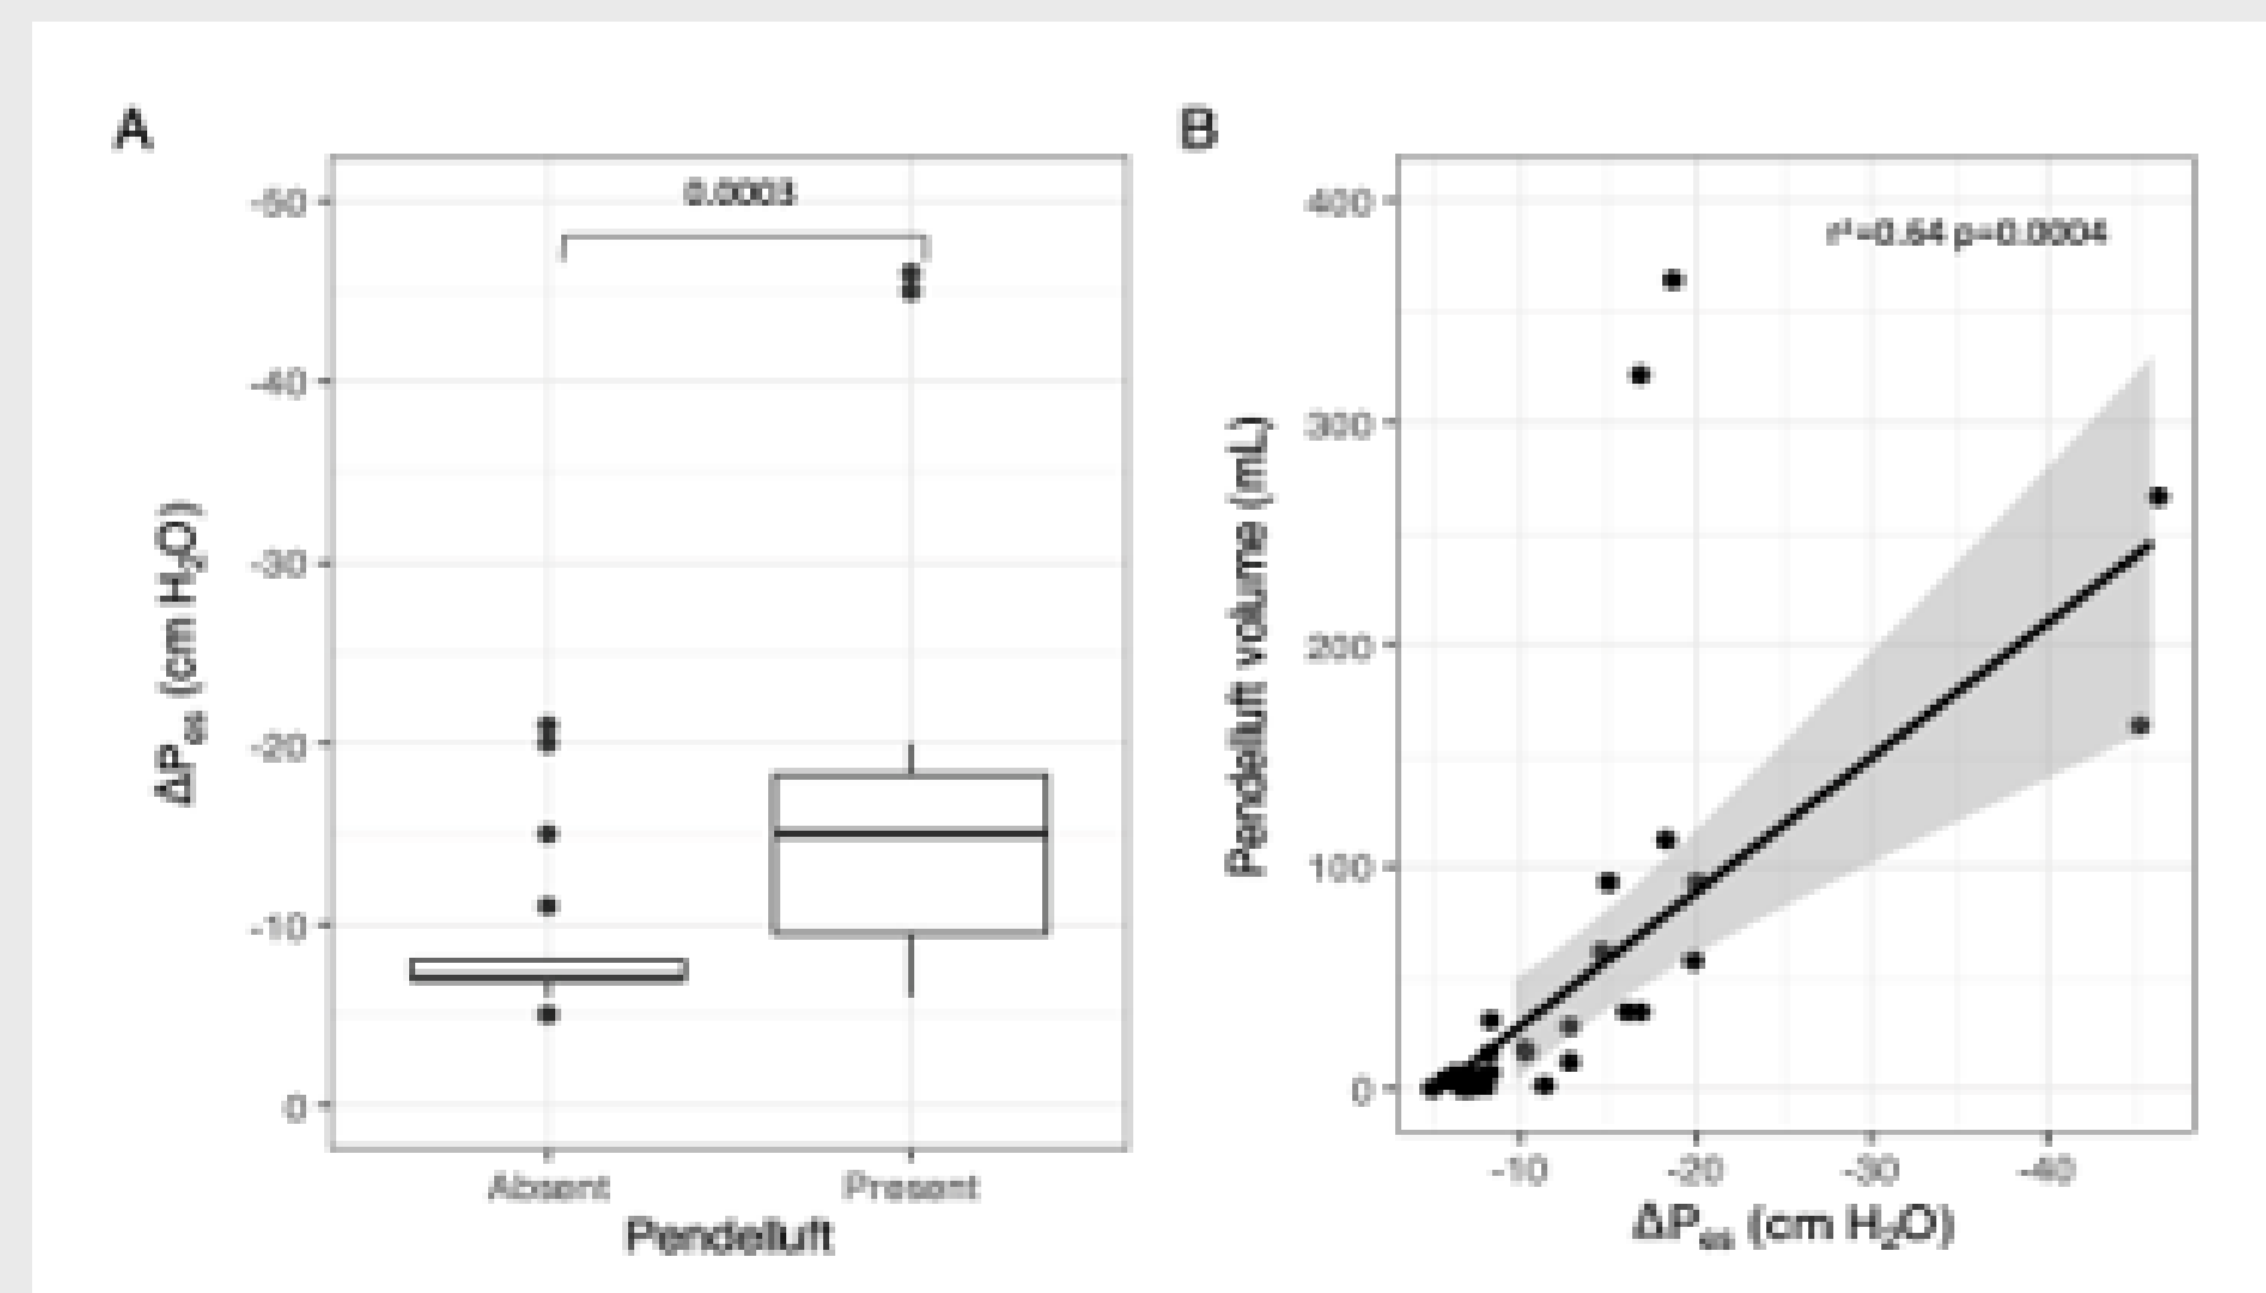 A
0.0003
-50
-40
-30
-20
-10
0
ΔPes (cm H2O)
Absent Present
Pendelluft
B
r²=0.64 p=0.0004
400
300
200
100
0
Pendelluft volume (mL)
-10 -20 -30 -40
ΔPes (cm H2O)